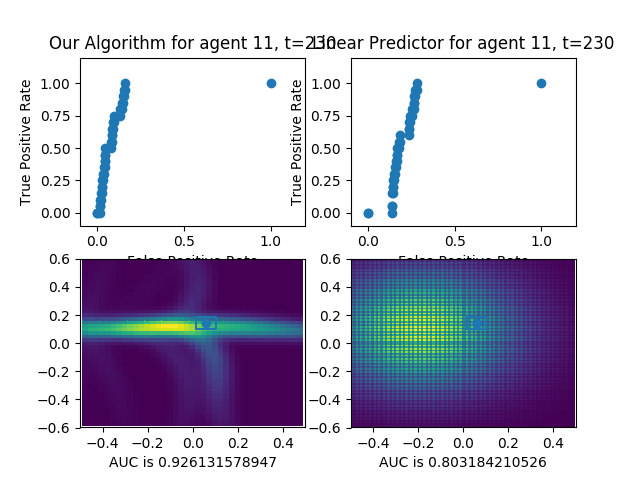 Our Algorithm for agent 11, t=230
Linear Predictor for agent 11, t=230
True Positive Rate
1.00
0.75
0.50
0.25
0.00
0.0 0.5 1.0
False Positive Rate
True Positive Rate
1.00
0.75
0.50
0.25
0.00
0.0 0.5 1.0
False Positive Rate
0.6
0.4
0.2
0.0
−0.2
−0.4
−0.6
−0.4 −0.2 0.0 0.2 0.4
AUC is 0.926131578947
0.6
0.4
0.2
0.0
−0.2
−0.4
−0.6
−0.4 −0.2 0.0 0.2 0.4
AUC is 0.803184210526